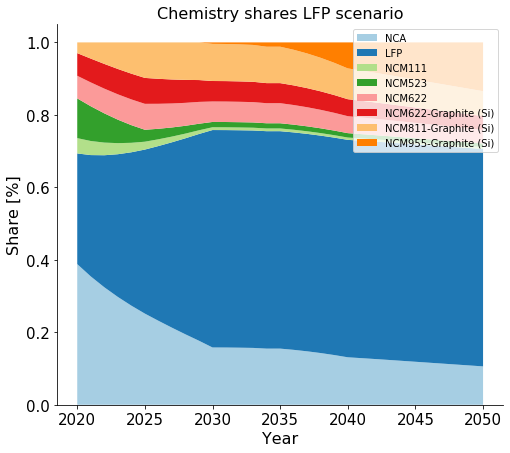 Chemistry shares LFP scenario
1.0
0.8
0.6
0.4
0.2
0.0
Share [%]
NCA
LFP
NCM111
NCM523
NCM622
NCM622-Graphite (Si)
NCM811-Graphite (Si)
NCM955-Graphite (Si)
2020 2025 2030 2035 2040 2045 2050
Year